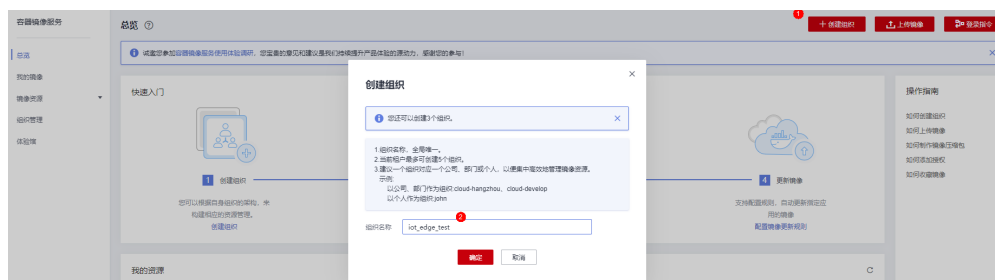 容器镜像服务
总览
我的镜像
镜像资源
组织管理
体验馆
总览
1
创建组织
上传镜像
登录指令
诚邀您参加容器镜像服务使用体验调研，您宝贵的意见和建议是我们持续提升产品体验的源动力，感谢您的参与!
快速入门
1 创建组织
您可以根据自身组织的架构，来
构建相应的资源管理。
创建组织
创建组织
您还可以创建3个组织。
1.组织名称，全局唯一。
2.当前租户最多可创建5个组织。
3.建议一个组织对应一个公司、部门或个人，以便集中高效地管理镜像资源。
示例:
以公司、部门作为组织:cloud-hangzhou、cloud-develop
以个人作为组织:john
2
组织名称 iot_edge_test
确定 取消
4 更新镜像
支持配置规则，自动更新指定应
用的镜像
配置镜像更新规则
操作指南
如何创建组织
如何上传镜像
如何制作镜像压缩包
如何添加授权
如何收藏镜像
我的资源